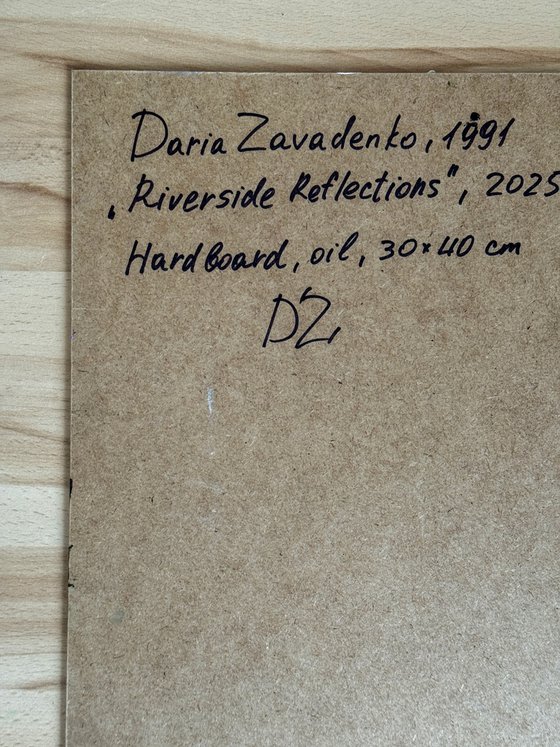 Daria Zavadenko, 1991
„Riverside Reflections", 2025
Hardboard, oil, 30×40 cm
DZ